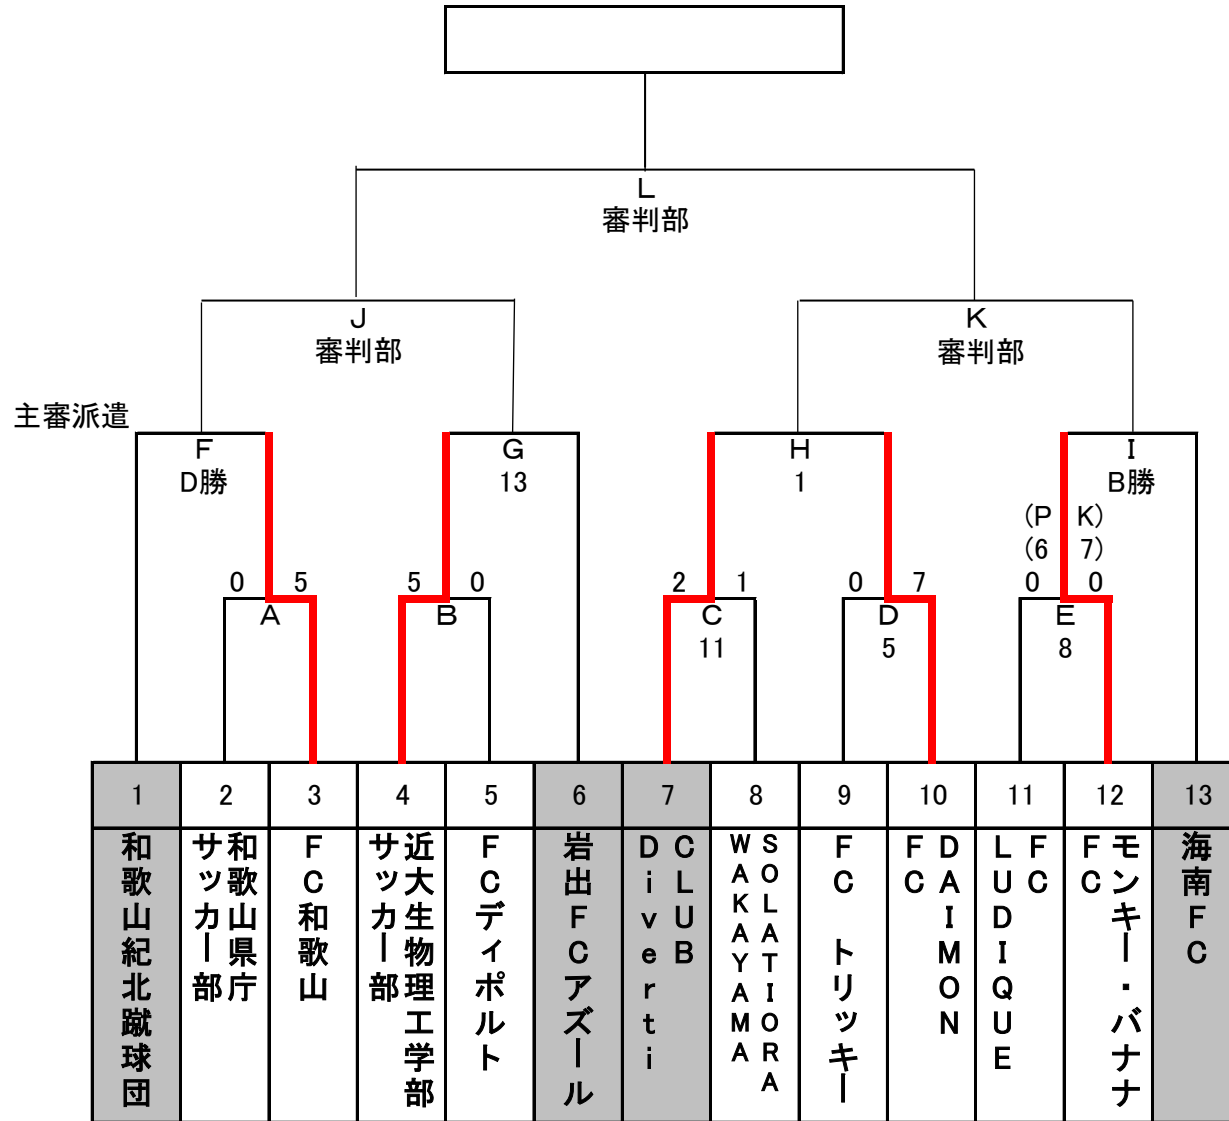 L
審判部
J
K
審判部
審判部
主審派遣
F
G
H
I
D勝
13
1
B勝
(P K)
(6 7)
0 5
5 0
2 1
0 7
0 0
A
B
C
D
E
11
5
8
1 2 3 4 5 6 7 8 9 10 11 12 13
和歌山紀北蹴球団
和歌山県庁
サッカー部
FC和歌山
近大生物理工学部
サッカー部
FCディポルト
岩出FCアズール
CLUB
Diverti
SOLATIORA
WAKAYAMA
FC トリッキー
DAIMON
FC
FC
LUDIQUE
モンキー・バナナ
FC
海南FC